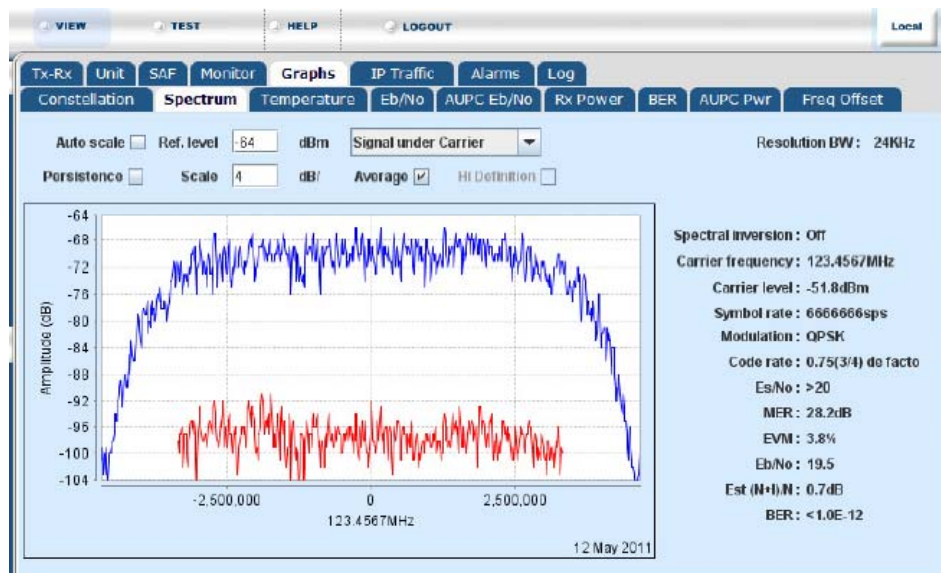 VIEW TEST HELP LOGOUT Local
Tx-Rx Unit SAF Monitor Graphs IP Traffic Alarms Log
Constellation Spectrum Temperature Eb/No AUPC Eb/No Rx Power BER AUPC Pwr Freq Offset
Auto scale Ref. level -64 dBm Signal under Carrier Resolution BW: 24KHz
Persistence Scale 4 dB/ Average Hi Definition
-64
-68
-72
-76
-80
-84
-88
-92
-96
-100
-104
Amplitude (dB)
-2,500,000 0 2,500,000
123.4567MHz
12 May 2011
Spectral inversion: Off
Carrier frequency: 123.4567MHz
Carrier level: -51.8dBm
Symbol rate: 6666666sps
Modulation: QPSK
Code rate: 0.75(3/4) de facto
Es/No: >20
MER: 28.2dB
EVM: 3.8%
Eb/No: 19.5
Est (N+I)/N: 0.7dB
BER: <1.0E-12